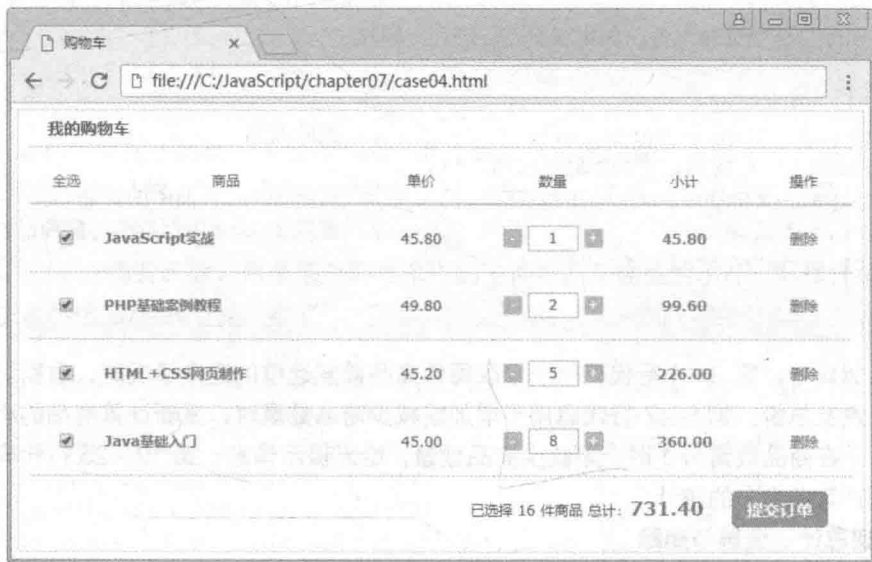 购物车
file:///C:/JavaScript/chapter07/case04.html
我的购物车
全选 商品 单价 数量 小计 操作
JavaScript实战 45.80 - 1 + 45.80 删除
PHP基础案例教程 49.80 - 2 + 99.60 删除
HTML+CSS网页制作 45.20 - 5 + 226.00 删除
Java基础入门 45.00 - 8 + 360.00 删除
已选择 16 件商品 总计: 731.40 提交订单